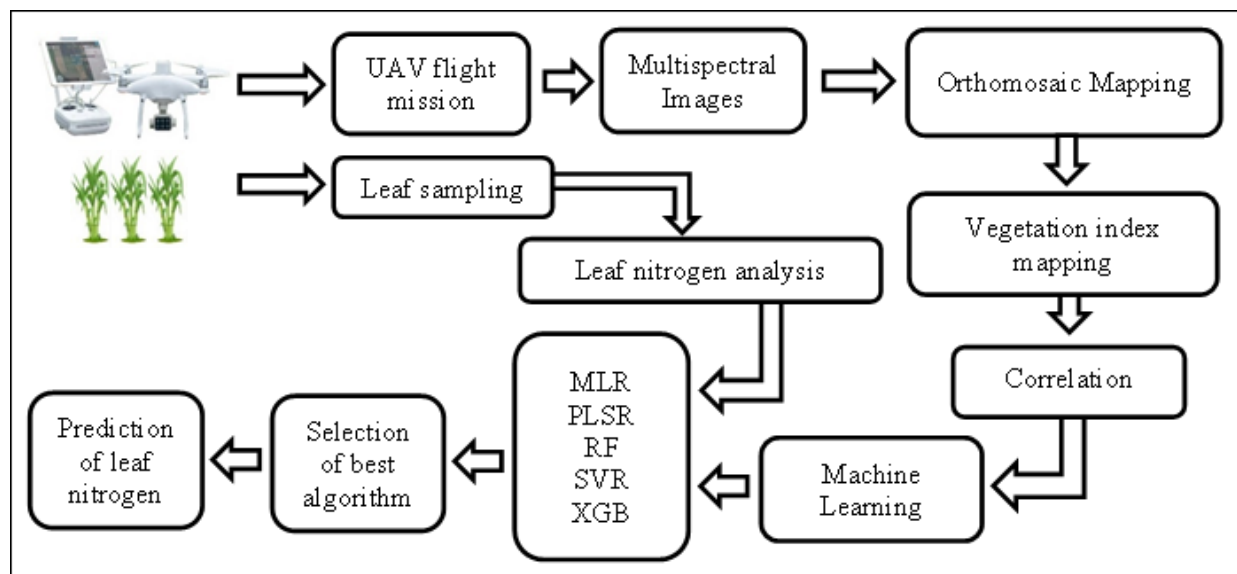 UAV flight
mission
Multispectral
Images
Orthomosaic Mapping
Leaf sampling
Vegetation index
mapping
Leaf nitrogen analysis
Correlation
MLR
PLSR
RF
SVR
XGB
Machine
Learning
Selection
of best
algorithm
Prediction
of leaf
nitrogen